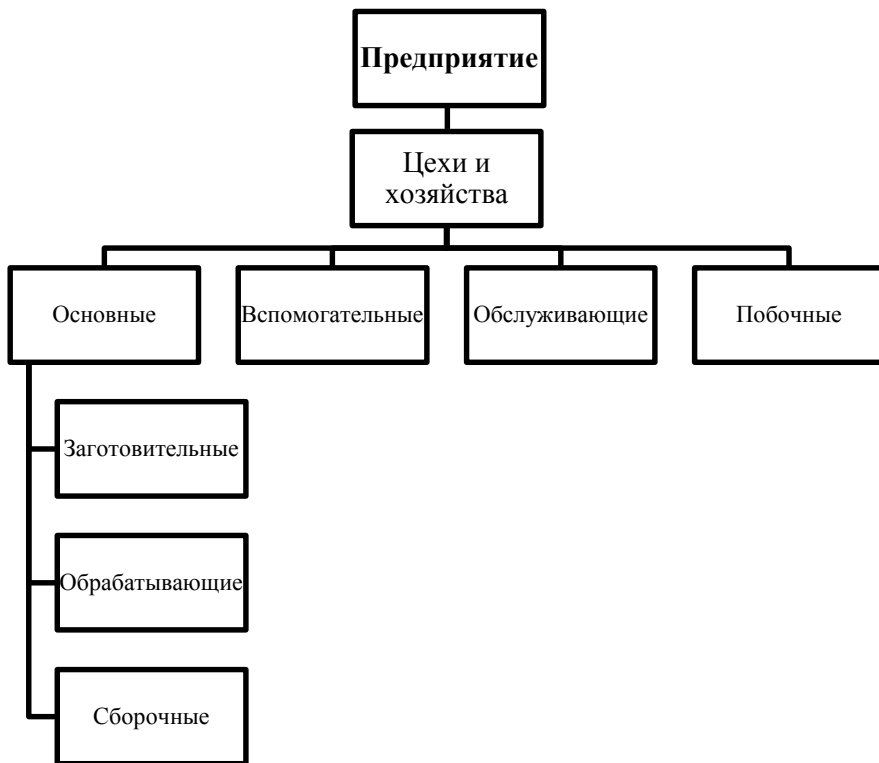 Предприятие
Цехи и
хозяйства
Основные
Вспомогательные
Обслуживающие
Побочные
Заготовительные
Обрабатывающие
Сборочные